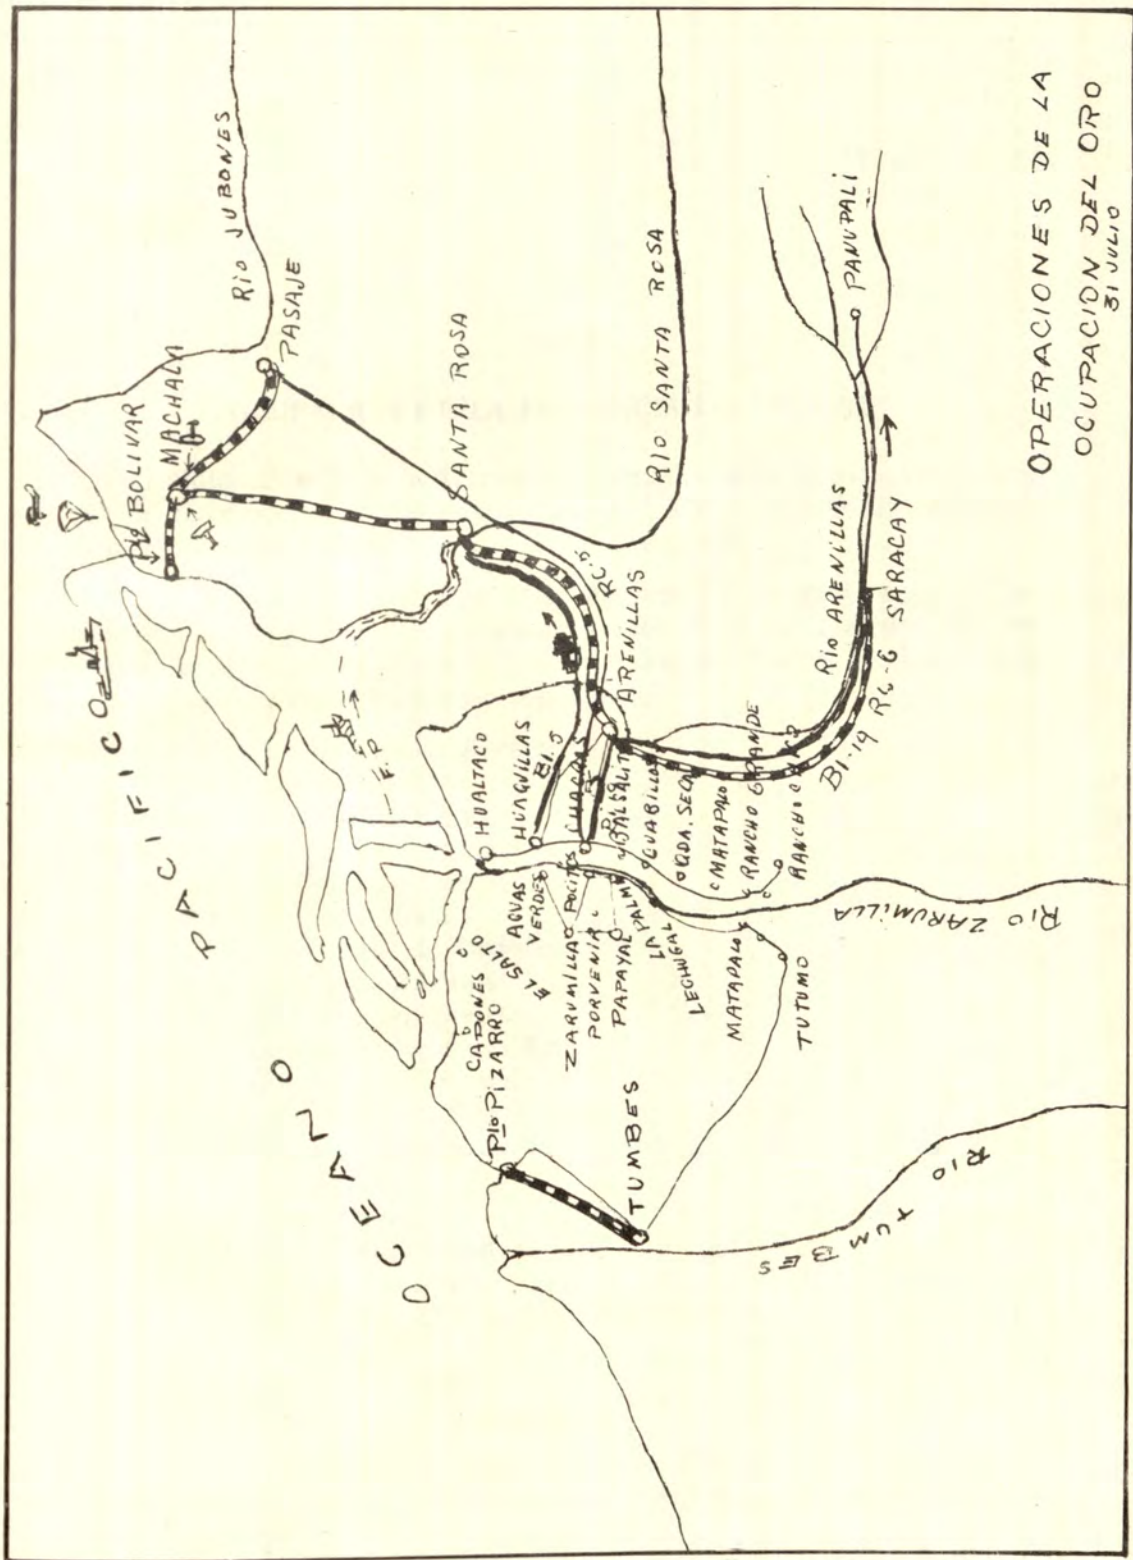 OPERACIONES DE LA
OCUPACION DEL ORO
31 JULIO
OCEANO PACIFICO
RIO JUBONES
PASAJE
MACHALA
BOLIVAR
SANTA ROSA
RIO SANTA ROSA
RC-5
ARENILLAS
RIO ARENILLAS
PANUPALI
SARACAY
BI-19 RC-6
F.P
HUALTACO
HUAQUILLAS
BI. 5
CHACRAS
BALSALITO
GUABILLO
QDA. SECA
MATAPALO
RANCHO GRANDE
RANCHO
AGUAS
VERDES
POCITOS
EL SALTO
CAPONES
Pto PIZARRO
ZARUMILLA
PORVENIR
PAPAYAL
LA PALMA
LECHUGAL
MATAPALO
TUTUMO
RIO ZARUMILLA
TUMBES
RIO
TUMBES